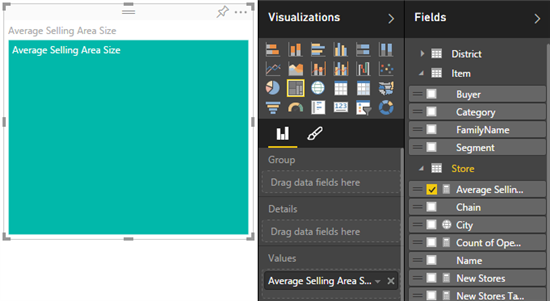 Average Selling Area Size
Average Selling Area Size
Visualizations
123
Group
Drag data fields here
Details
Drag data fields here
Values
Average Selling Area S...
Fields
District
Item
Buyer
Category
FamilyName
Segment
Store
Average Sellin...
Chain
City
Count of Ope...
Name
New Stores
New Stores Ta...